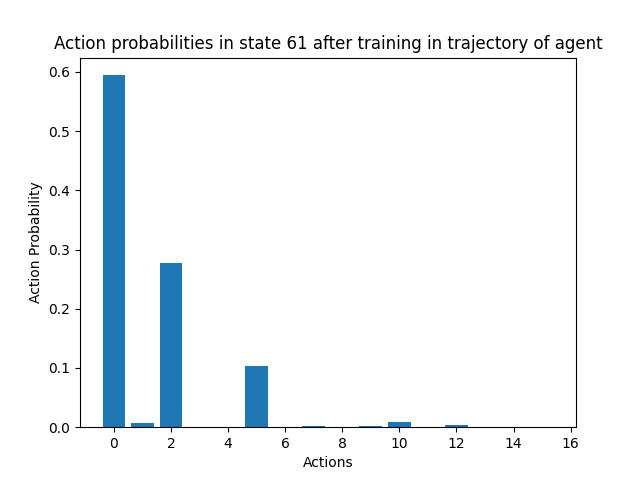 Action probabilities in state 61 after training in trajectory of agent
0.6
0.5
0.4
0.3
0.2
0.1
0.0
Action Probability
0 2 4 6 8 10 12 14 16
Actions